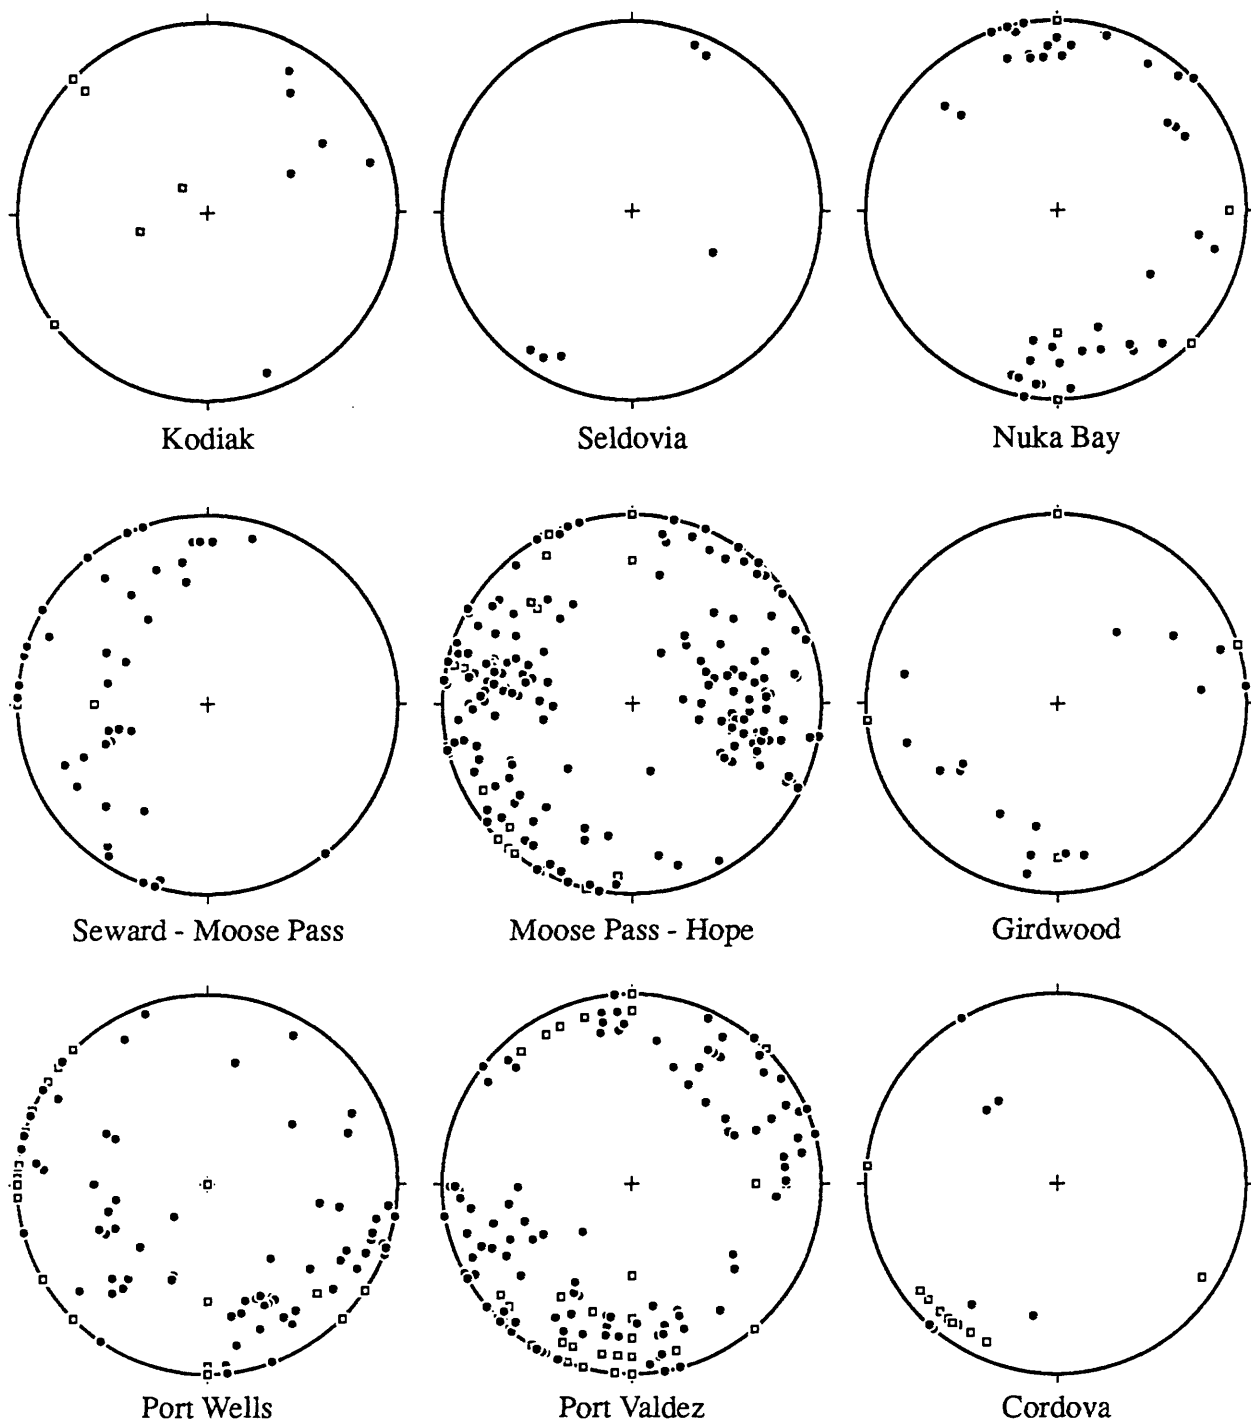 Kodiak
Seldovia
Nuka Bay
Seward - Moose Pass
Moose Pass - Hope
Girdwood
Port Wells
Port Valdez
Cordova